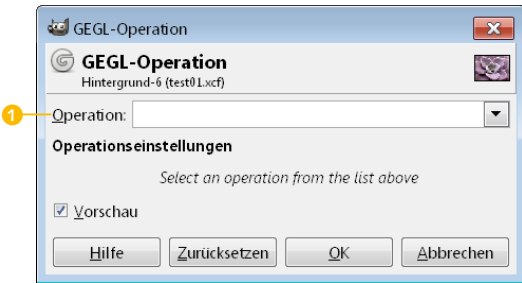 GEGL-Operation
GEGL-Operation
Hintergrund-6 (test01.xcf)
1 Operation:
Operationseinstellungen
Select an operation from the list above
Vorschau
Hilfe Zurücksetzen OK Abbrechen